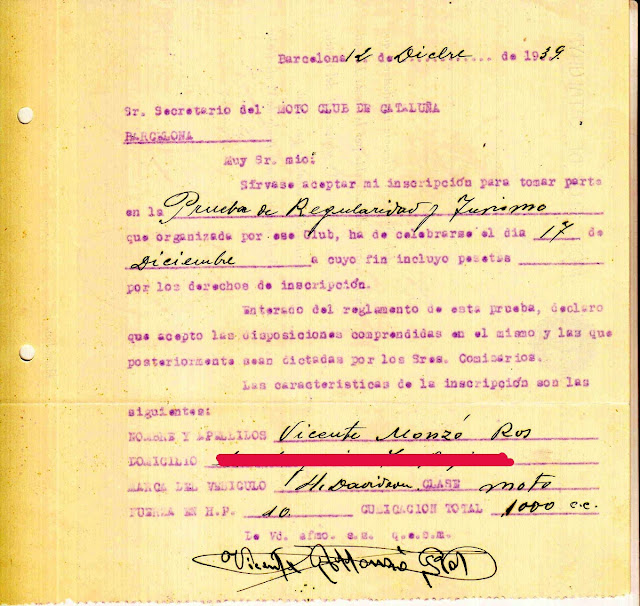 Barcelona 12 de Dicbre de 1939
Sr. Secretario del MOTO CLUB DE CATALUÑA
BARCELONA
Muy Sr. mio:
Sírvase aceptar mi inscripción para tomar parte
en la Prueba de Regularidad y Turismo
que organizada por ese Club, ha de celebrarse el dia 17 de
Diciembre a cuyo fin incluyo pesetas
por los derechos de inscripción.
Enterado del reglamento de esta prueba, declaro
que acepto las disposiciones comprendidas en el mismo y las que
posteriormente sean dictadas por los Sres. Comisarios.
Las caracteristicas de la inscripción son las
siguientes:
NOMBRE Y APELLIDOS Vicente Monzó Ros
DOMICILIO
MARCA DEL VEHICULO H. Davidson CLASE moto
FUERZA EN H.P. 10. CUBICACION TOTAL 1000 c.c.
De Vd. afmo. s.s. q.e.e.m.
Vicente Monzó Ros